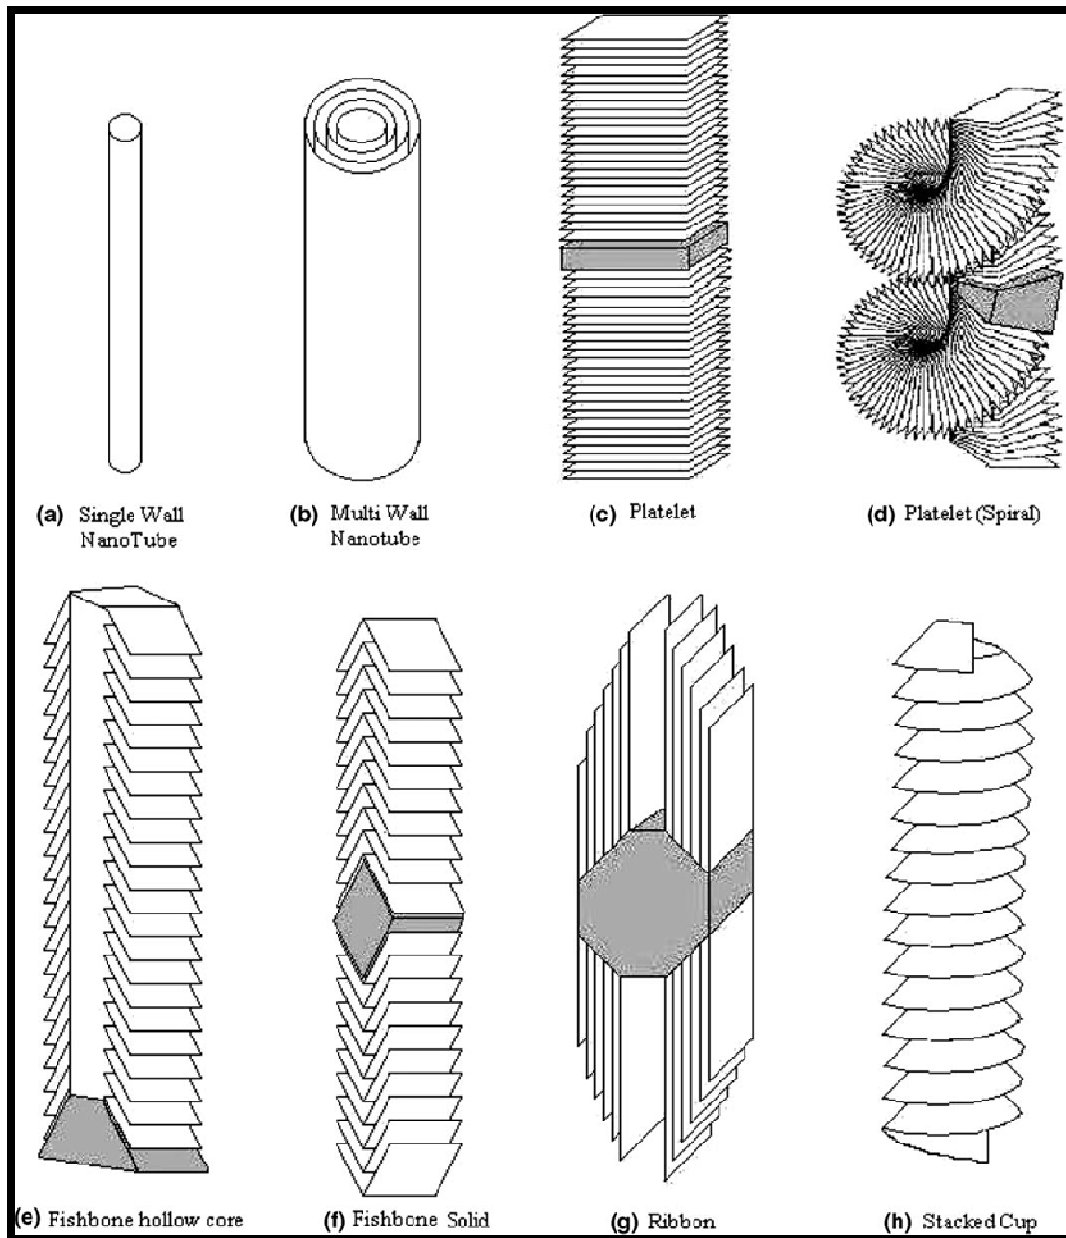 (a) Single Wall
NanoTube
(b) Multi Wall
Nanotube
(c) Platelet
(d) Platelet (Spiral)
(e) Fishbone hollow core
(f) Fishbone Solid
(g) Ribbon
(h) Stacked Cup